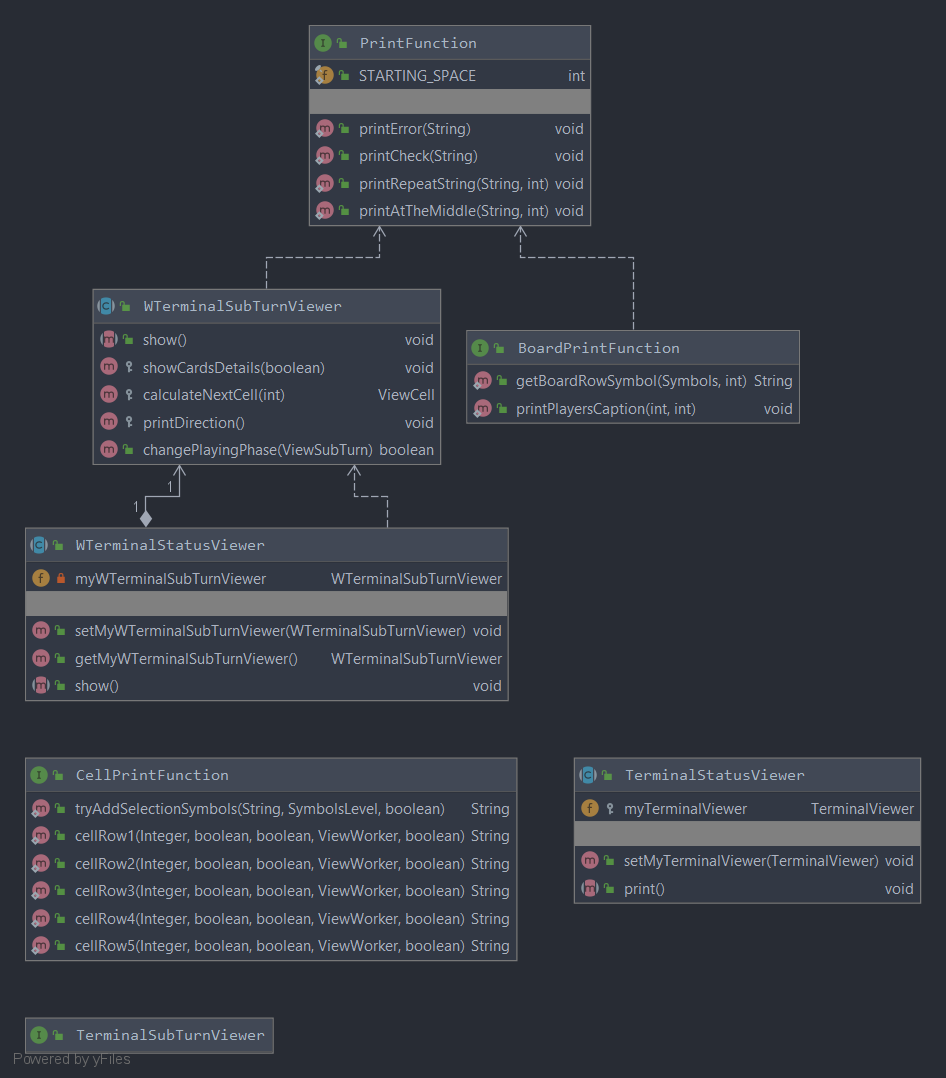 PrintFunction
STARTING_SPACE int
printError(String) void
printCheck(String) void
printRepeatString(String, int) void
printAtTheMiddle(String, int) void
WTerminalSubTurnViewer
show() void
showCardsDetails(boolean) void
calculateNextCell(int) ViewCell
printDirection() void
changePlayingPhase(ViewSubTurn) boolean
BoardPrintFunction
getBoardRowSymbol(Symbols, int) String
printPlayersCaption(int, int) void
1
1
WTerminalStatusViewer
myWTerminalSubTurnViewer WTerminalSubTurnViewer
setMyWTerminalSubTurnViewer(WTerminalSubTurnViewer) void
getMyWTerminalSubTurnViewer() WTerminalSubTurnViewer
show() void
CellPrintFunction
tryAddSelectionSymbols(String, SymbolsLevel, boolean) String
cellRow1(Integer, boolean, boolean, ViewWorker, boolean) String
cellRow2(Integer, boolean, boolean, ViewWorker, boolean) String
cellRow3(Integer, boolean, boolean, ViewWorker, boolean) String
cellRow4(Integer, boolean, boolean, ViewWorker, boolean) String
cellRow5(Integer, boolean, boolean, ViewWorker, boolean) String
TerminalStatusViewer
myTerminalViewer TerminalViewer
setMyTerminalViewer(TerminalViewer) void
print() void
TerminalSubTurnViewer
Powered by yFiles